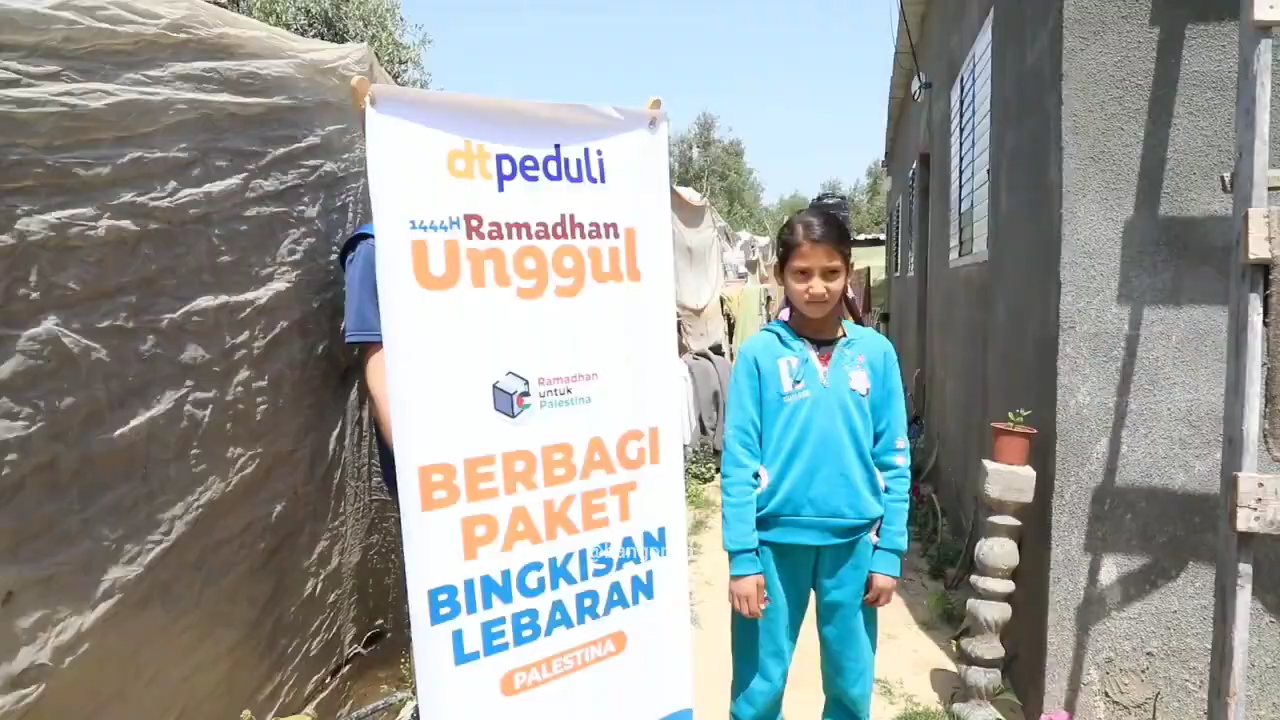 dtpeduli
1444H Ramadhan
Unggul
Ramadhan
untuk
Palestina
BERBAGI
PAKET
BINGKISAN
LEBARAN
PALESTINA